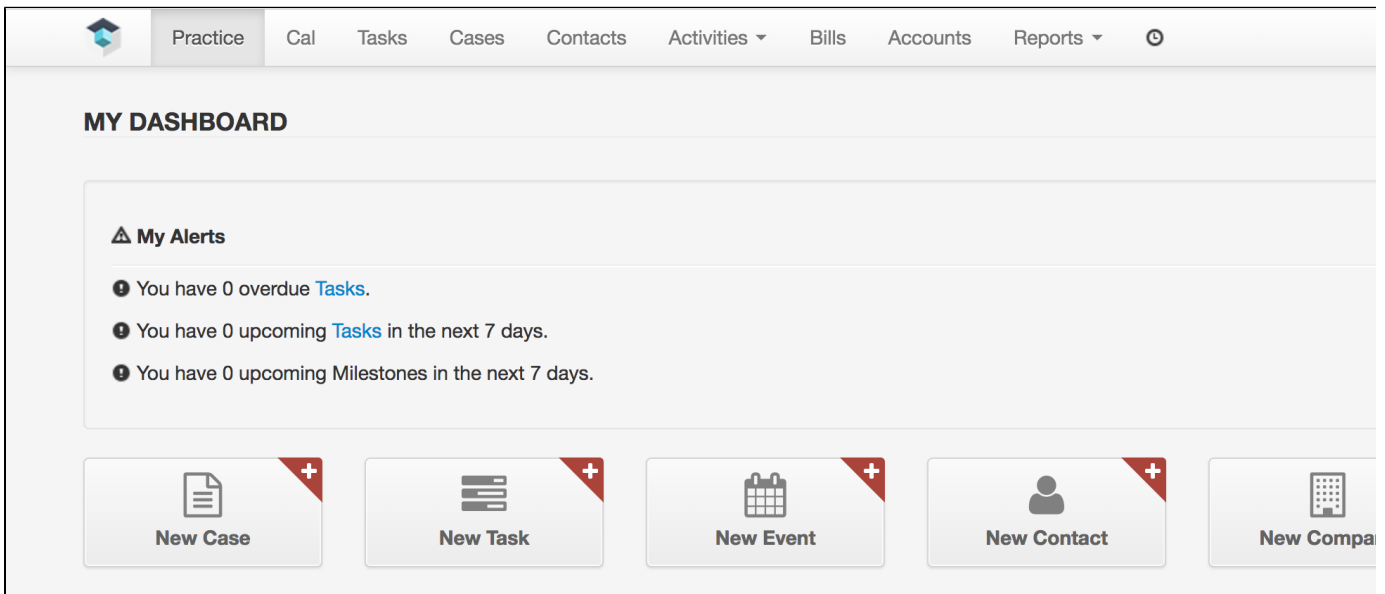 Practice Cal Tasks Cases Contacts Activities Bills Accounts Reports
MY DASHBOARD
My Alerts
You have 0 overdue Tasks.
You have 0 upcoming Tasks in the next 7 days.
You have 0 upcoming Milestones in the next 7 days.
New Case New Task New Event New Contact New Compa